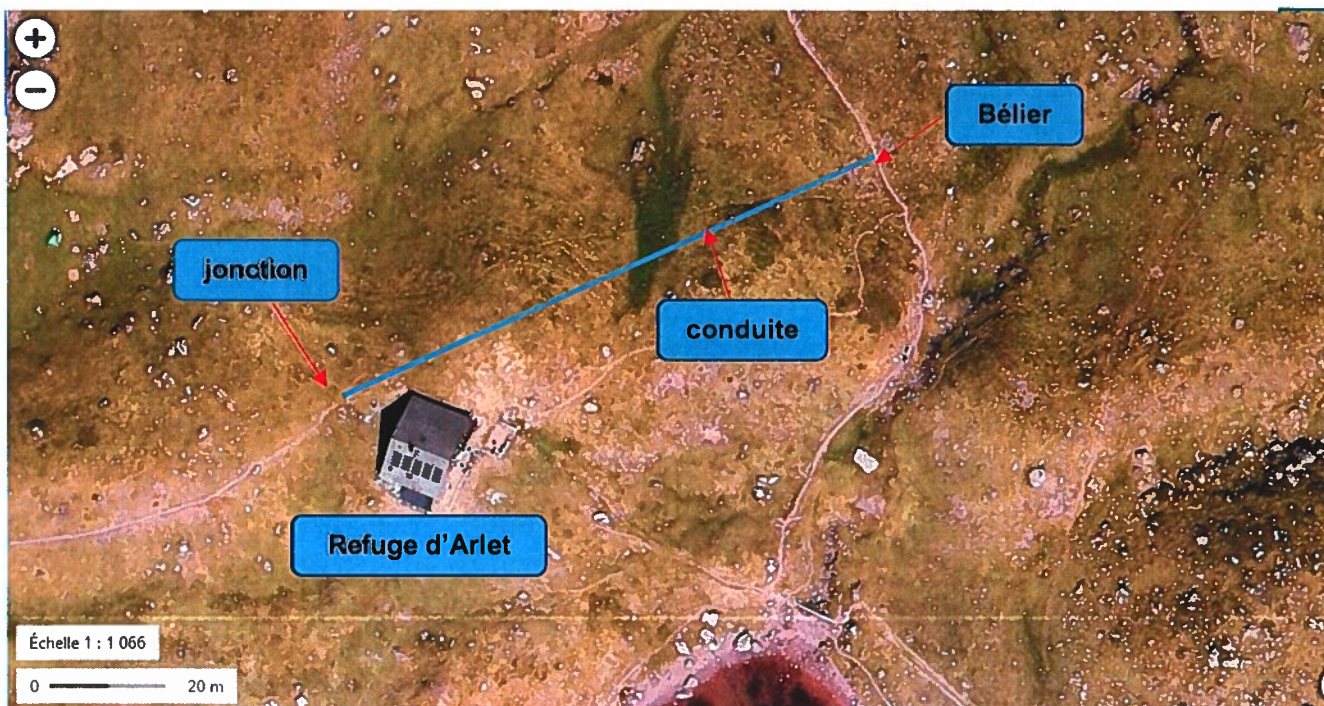 +
−
Bélier
jonction
conduite
Refuge d'Arlet
Échelle 1 : 1 066
0 20 m